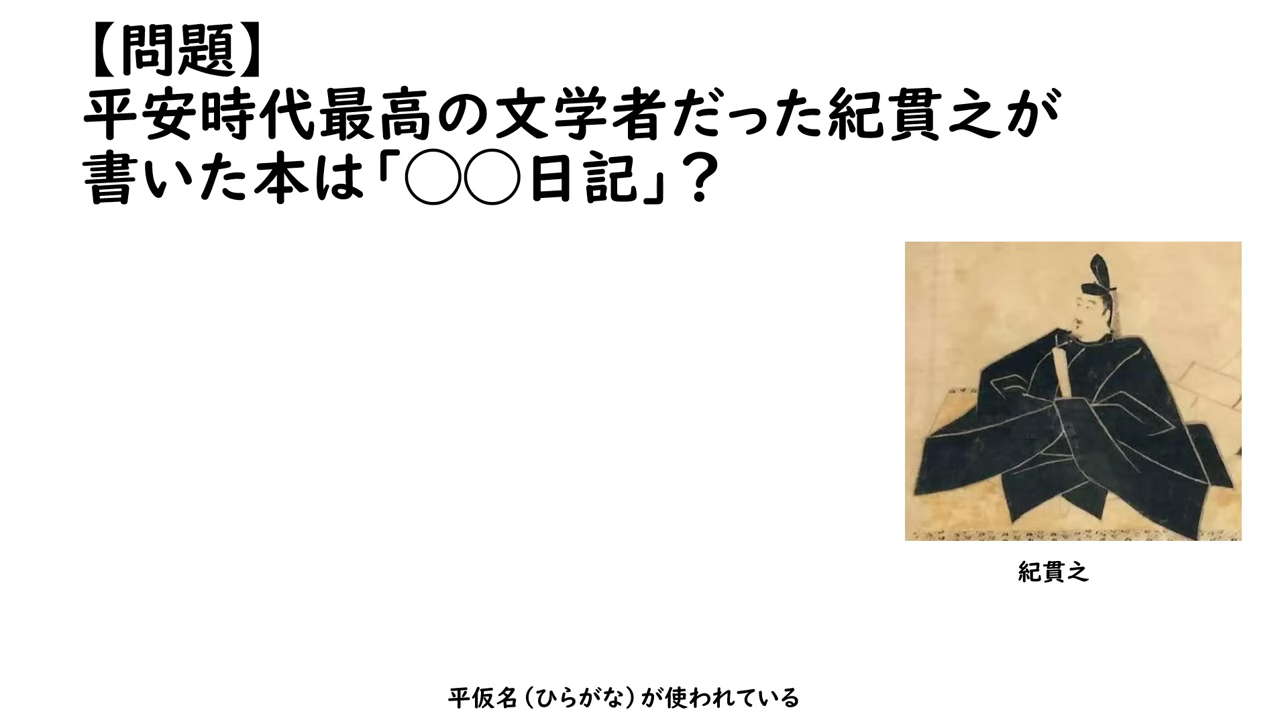 【問題】
平安時代最高の文学者だった紀貫之が
書いた本は「◯◯日記」？
紀貫之
平仮名（ひらがな）が使われている